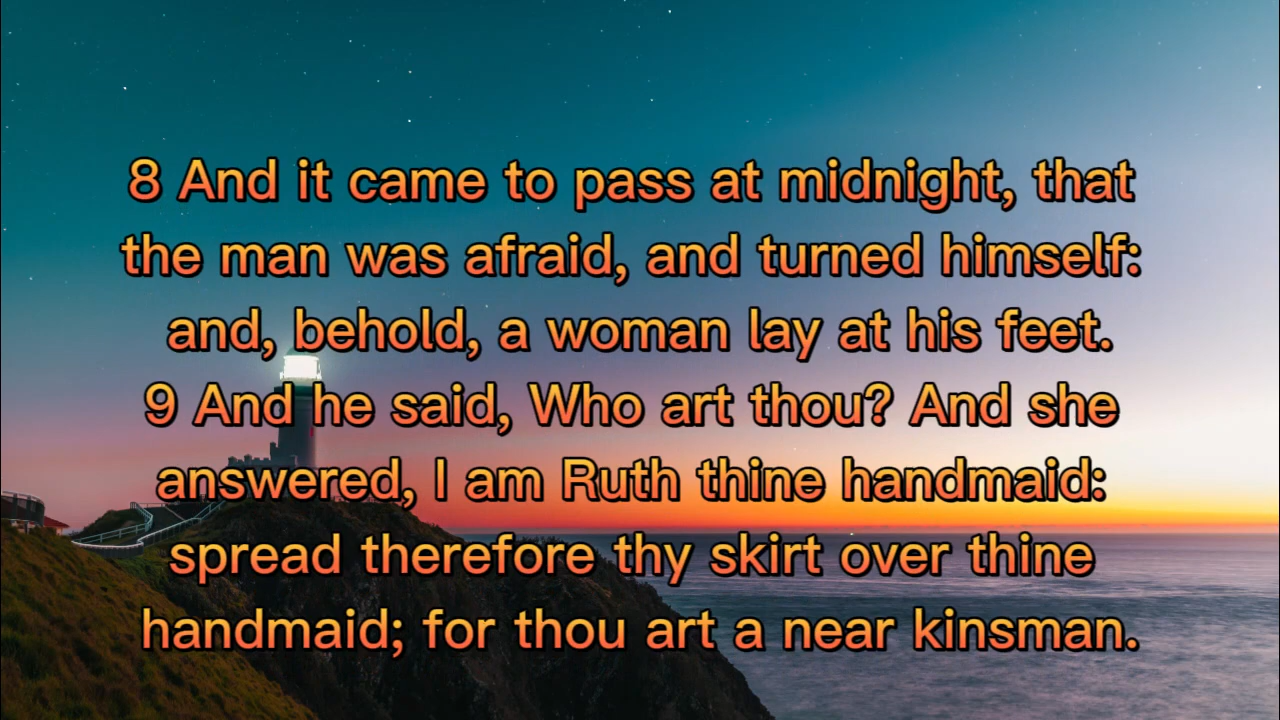 8 And it came to pass at midnight, that
the man was afraid, and turned himself:
and, behold, a woman lay at his feet.
9 And he said, Who art thou? And she
answered, I am Ruth thine handmaid:
spread therefore thy skirt over thine
handmaid; for thou art a near kinsman.